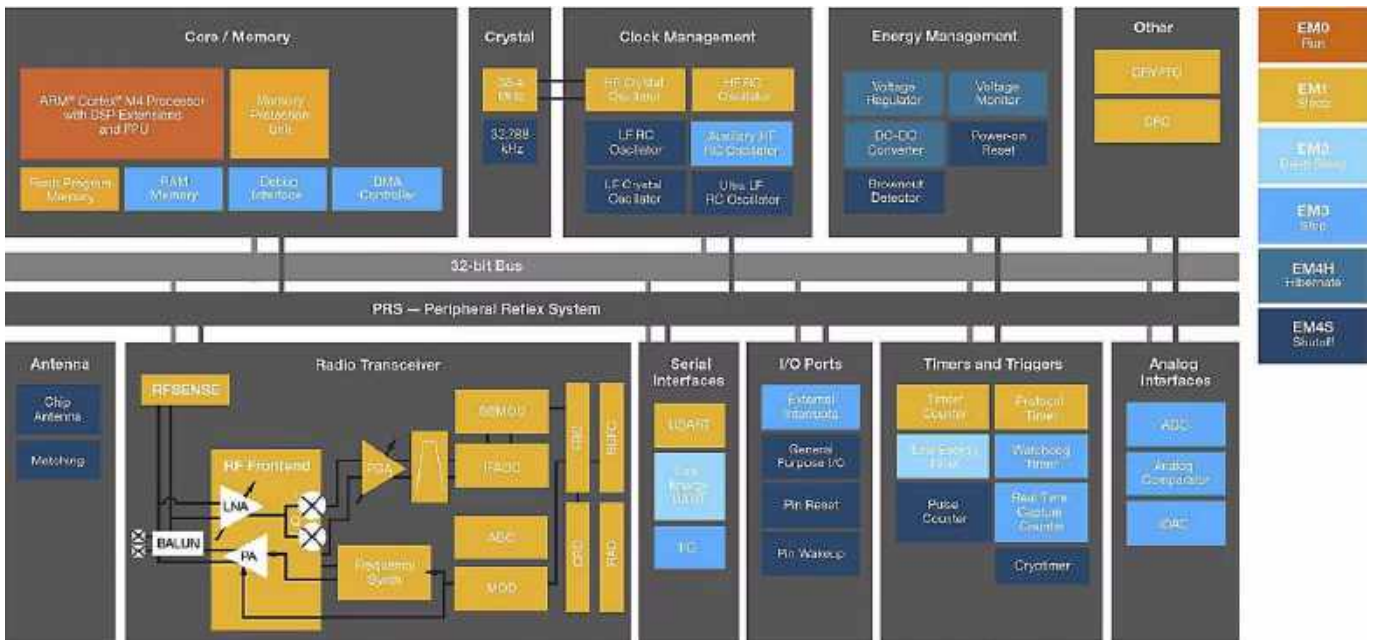 Core / Memory
ARM® Cortex® M4 Processor
with DSP Extensions
and FPU
Memory
Protection
Unit
Flash Program
Memory
RAM
Memory
Debug
Interface
DMA
Controller
Crystal
38.4
MHz
32.768
kHz
Clock Management
HF Crystal
Oscillator
HF RC
Oscillator
LF RC
Oscillator
Auxiliary HF
RC Oscillator
LF Crystal
Oscillator
Ultra LF
RC Oscillator
Energy Management
Voltage
Regulator
Voltage
Monitor
DC-DC
Converter
Power-on
Reset
Brownout
Detector
Other
CRYPTO
CRC
EM0
Run
EM1
Sleep
EM2
Deep Sleep
EM3
Stop
EM4H
Hibernate
EM4S
Shutoff
32-bit Bus
PRS — Peripheral Reflex System
Antenna
Chip
Antenna
Matching
Radio Transceiver
RFSENSE
RF Frontend
LNA
BALUN
PA
PGA
Frequency
Synth
DEMOD
IFADC
AGC
MOD
FRC
BUFC
CRC
RAC
Serial
Interfaces
USART
Low
Energy
UART
I²C
I/O Ports
External
Interrupts
General
Purpose I/O
Pin Reset
Pin Wakeup
Timers and Triggers
Timer/
Counter
Protocol
Timer
Low Energy
Timer
Watchdog
Timer
Pulse
Counter
Real Time
Capture
Counter
Cryotimer
Analog
Interfaces
ADC
Analog
Comparator
IDAC